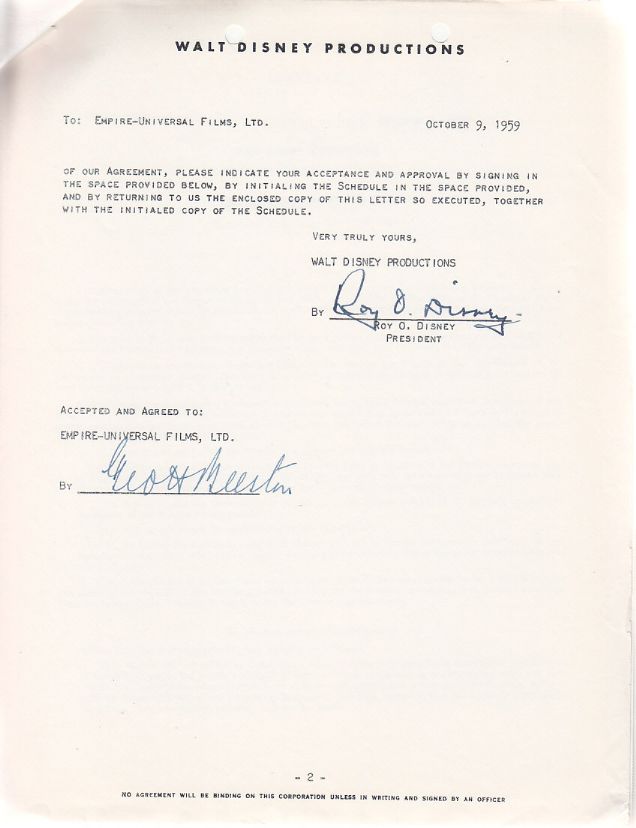 WALT DISNEY PRODUCTIONS
To: Empire-Universal Films, Ltd.
October 9, 1959
of our Agreement, please indicate your acceptance and approval by signing in
the space provided below, by initialing the Schedule in the space provided,
and by returning to us the enclosed copy of this letter so executed, together
with the initialed copy of the Schedule.
Very truly yours,
WALT DISNEY PRODUCTIONS
By Roy O. Disney
Roy O. Disney
President
Accepted and Agreed to:
EMPIRE-UNIVERSAL FILMS, LTD.
By Geo H Beeston
- 2 -
NO AGREEMENT WILL BE BINDING ON THIS CORPORATION UNLESS IN WRITING AND SIGNED BY AN OFFICER